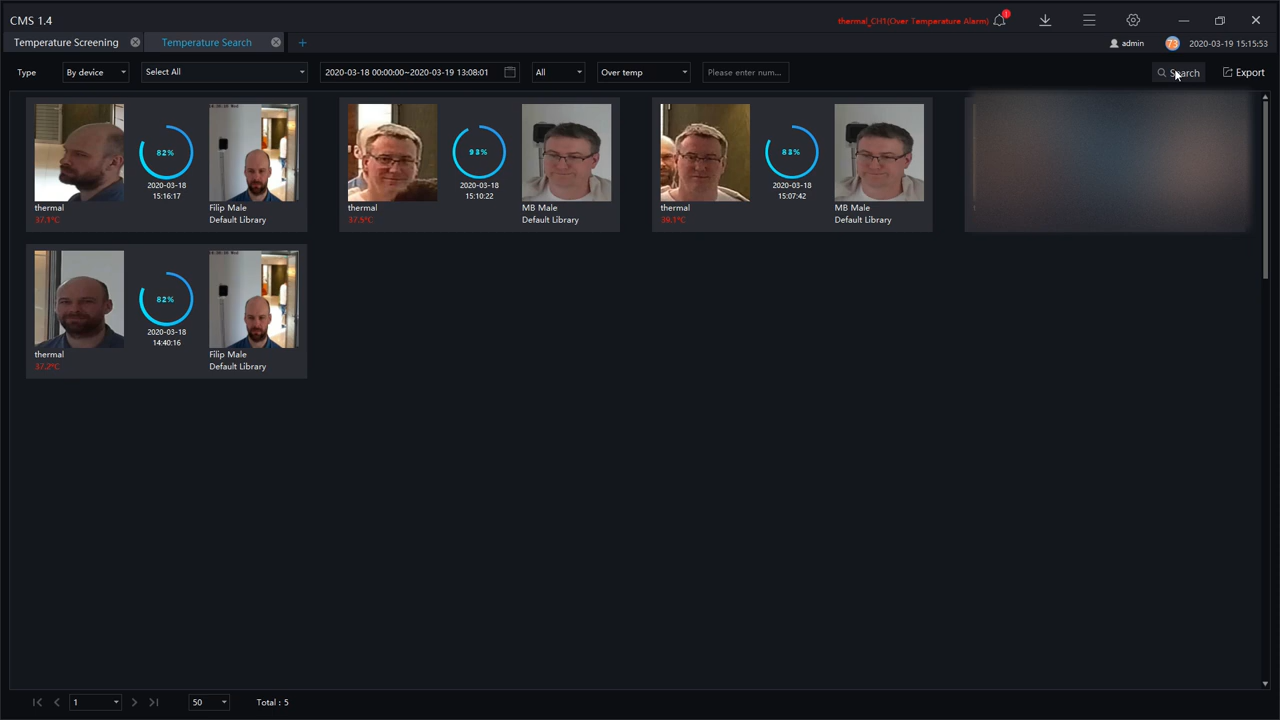 CMS 1.4
thermal_CH1(Over Temperature Alarm)
Temperature Screening
Temperature Search
admin
73
2020-03-19 15:15:53
Type
By device
Select All
2020-03-18 00:00:00~2020-03-19 13:08:01
All
Over temp
Please enter num...
Search
Export
82%
2020-03-18
15:16:17
thermal
37.1°C
Filip Male
Default Library
93%
2020-03-18
15:10:22
thermal
37.5°C
MB Male
Default Library
83%
2020-03-18
15:07:42
thermal
MB Male
Default Library
82%
2020-03-18
14:40:16
thermal
37.2°C
Filip Male
Default Library
1
50
Total : 5